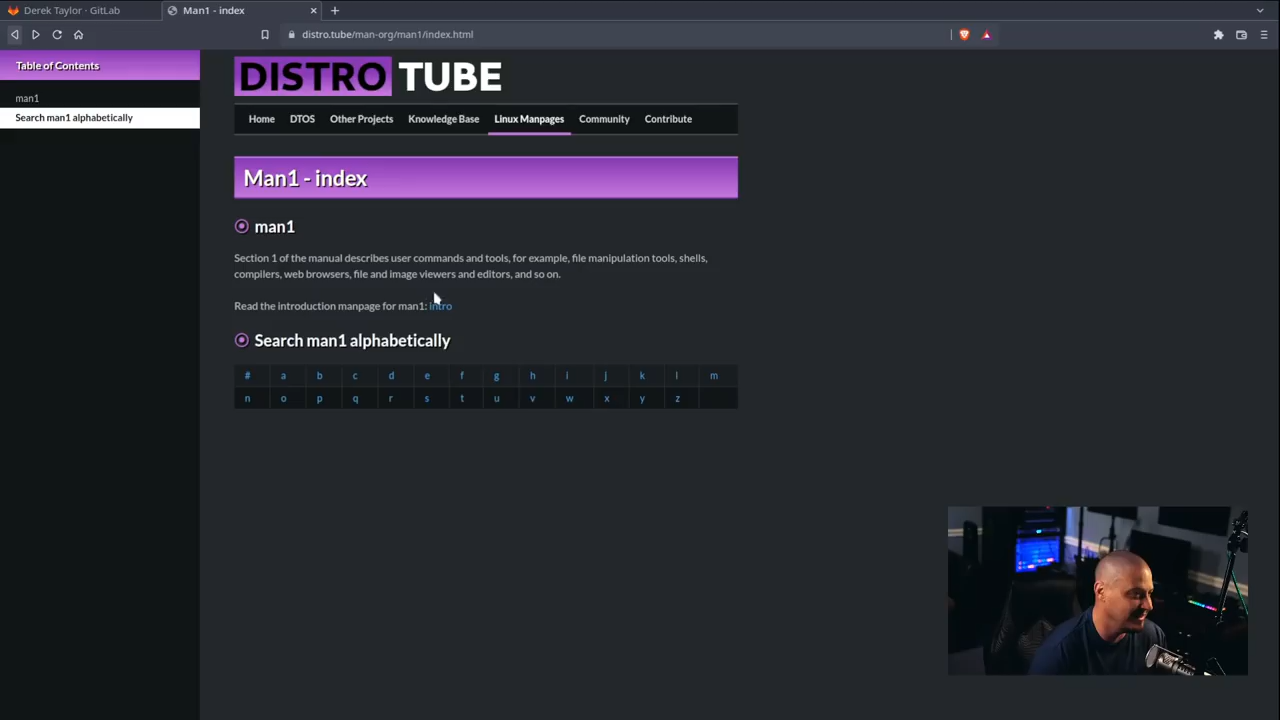 Derek Taylor · GitLab
Man1 - index
distro.tube/man-org/man1/index.html
Table of Contents
man1
Search man1 alphabetically
DISTRO TUBE
Home DTOS Other Projects Knowledge Base Linux Manpages Community Contribute
Man1 - index
man1
Section 1 of the manual describes user commands and tools, for example, file manipulation tools, shells,
compilers, web browsers, file and image viewers and editors, and so on.
Read the introduction manpage for man1: Intro
Search man1 alphabetically
# a b c d e f g h i j k l m
n o p q r s t u v w x y z